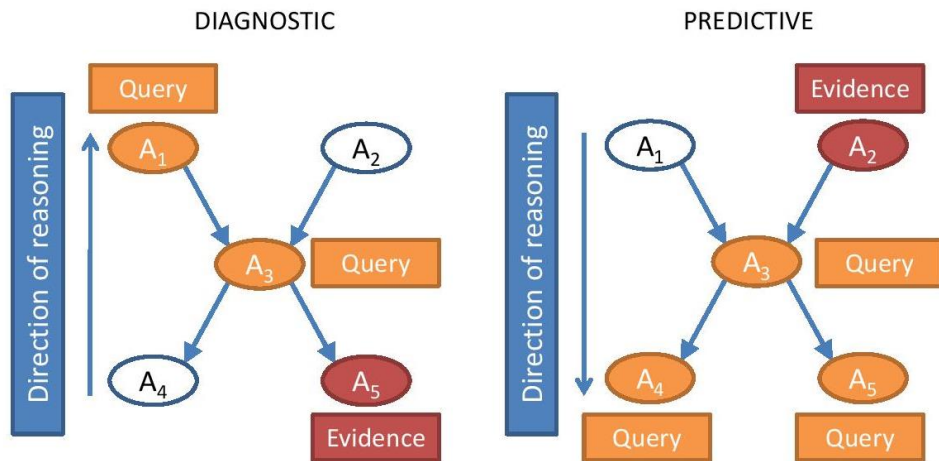 DIAGNOSTIC
Direction of reasoning
Query
A₁
A₂
A₃
Query
A₄
A₅
Evidence
PREDICTIVE
Direction of reasoning
Evidence
A₁
A₂
A₃
Query
A₄
A₅
Query
Query